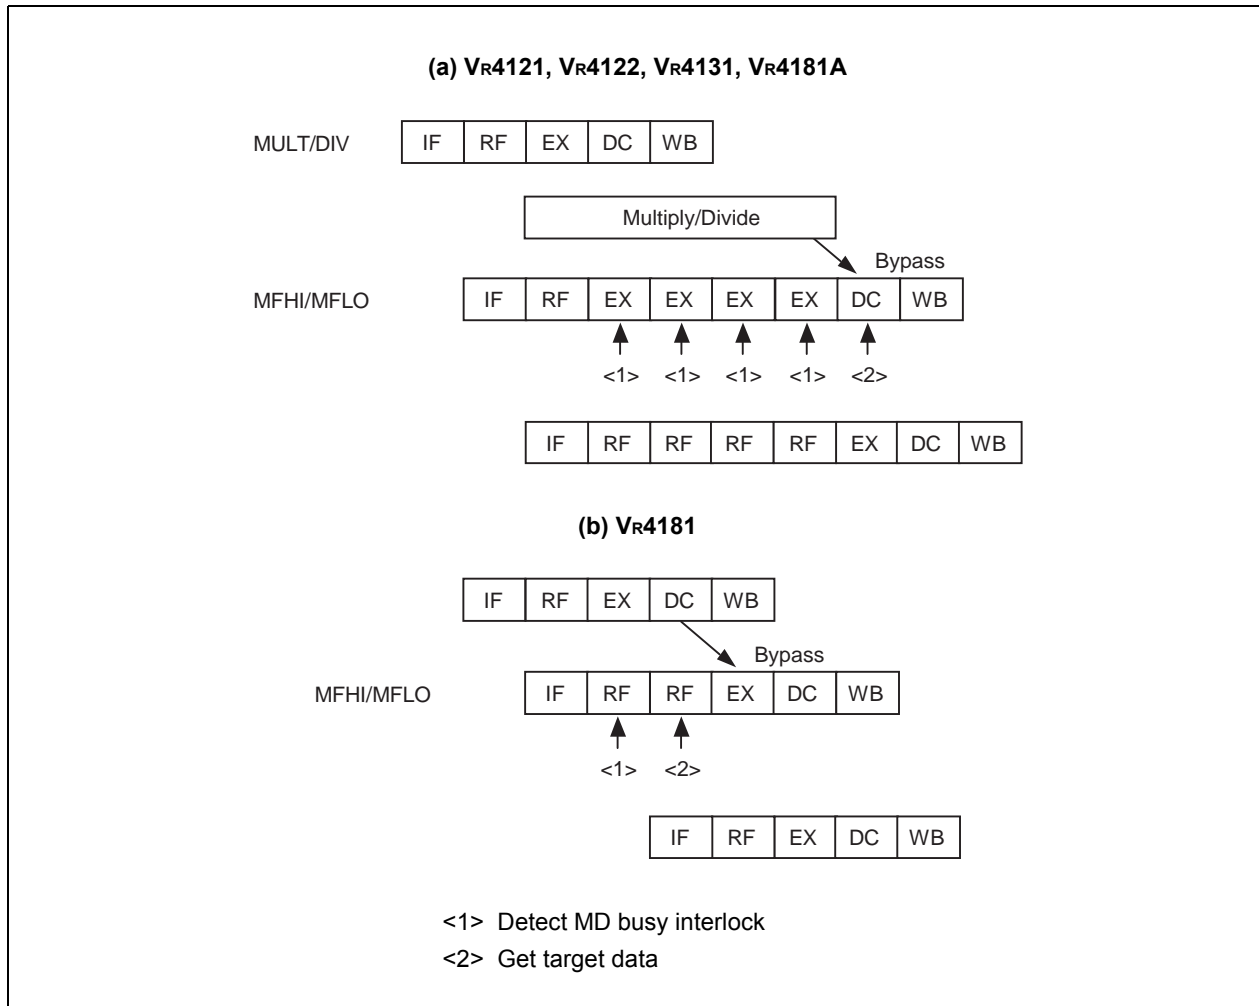 (a) VR4121, VR4122, VR4131, VR4181A
MULT/DIV IF RF EX DC WB
Multiply/Divide
Bypass
MFHI/MFLO IF RF EX EX EX EX DC WB
<1> <1> <1> <1> <2>
IF RF RF RF RF EX DC WB
(b) VR4181
IF RF EX DC WB
Bypass
MFHI/MFLO IF RF RF EX DC WB
<1> <2>
IF RF EX DC WB
<1> Detect MD busy interlock
<2> Get target data